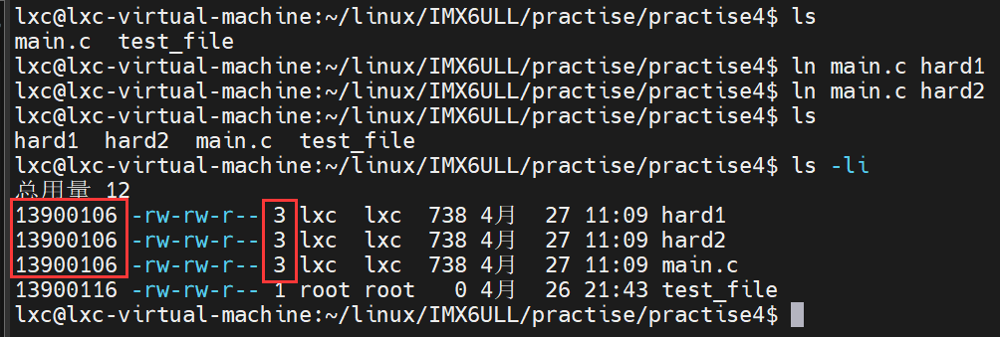 lxc@lxc-virtual-machine:~/linux/IMX6ULL/practise/practise4$ ls
main.c  test_file
lxc@lxc-virtual-machine:~/linux/IMX6ULL/practise/practise4$ ln main.c hard1
lxc@lxc-virtual-machine:~/linux/IMX6ULL/practise/practise4$ ln main.c hard2
lxc@lxc-virtual-machine:~/linux/IMX6ULL/practise/practise4$ ls
hard1  hard2  main.c  test_file
lxc@lxc-virtual-machine:~/linux/IMX6ULL/practise/practise4$ ls -li
总用量 12
13900106 -rw-rw-r-- 3 lxc  lxc  738 4月  27 11:09 hard1
13900106 -rw-rw-r-- 3 lxc  lxc  738 4月  27 11:09 hard2
13900106 -rw-rw-r-- 3 lxc  lxc  738 4月  27 11:09 main.c
13900116 -rw-rw-r-- 1 root root   0 4月  26 21:43 test_file
lxc@lxc-virtual-machine:~/linux/IMX6ULL/practise/practise4$